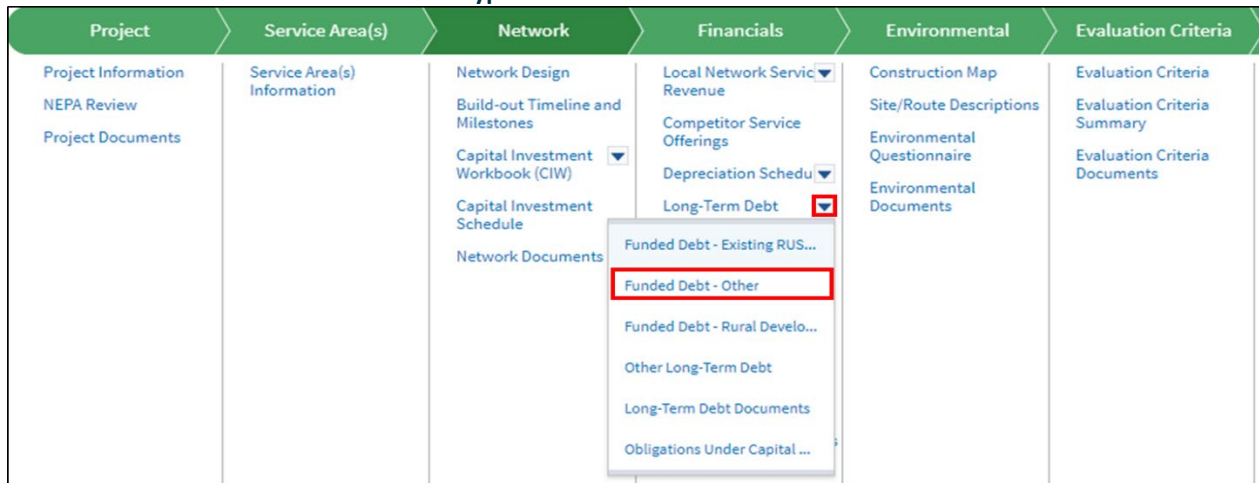 Project
Service Area(s)
Network
Financials
Environmental
Evaluation Criteria
Project Information
NEPA Review
Project Documents
Service Area(s)
Information
Network Design
Build-out Timeline and
Milestones
Capital Investment
Workbook (CIW)
Capital Investment
Schedule
Network Documents
Local Network Servic
Revenue
Competitor Service
Offerings
Depreciation Schedu
Long-Term Debt
Funded Debt - Existing RUS...
Funded Debt - Other
Funded Debt - Rural Develo...
Other Long-Term Debt
Long-Term Debt Documents
Obligations Under Capital ...
Construction Map
Site/Route Descriptions
Environmental
Questionnaire
Environmental
Documents
Evaluation Criteria
Evaluation Criteria
Summary
Evaluation Criteria
Documents